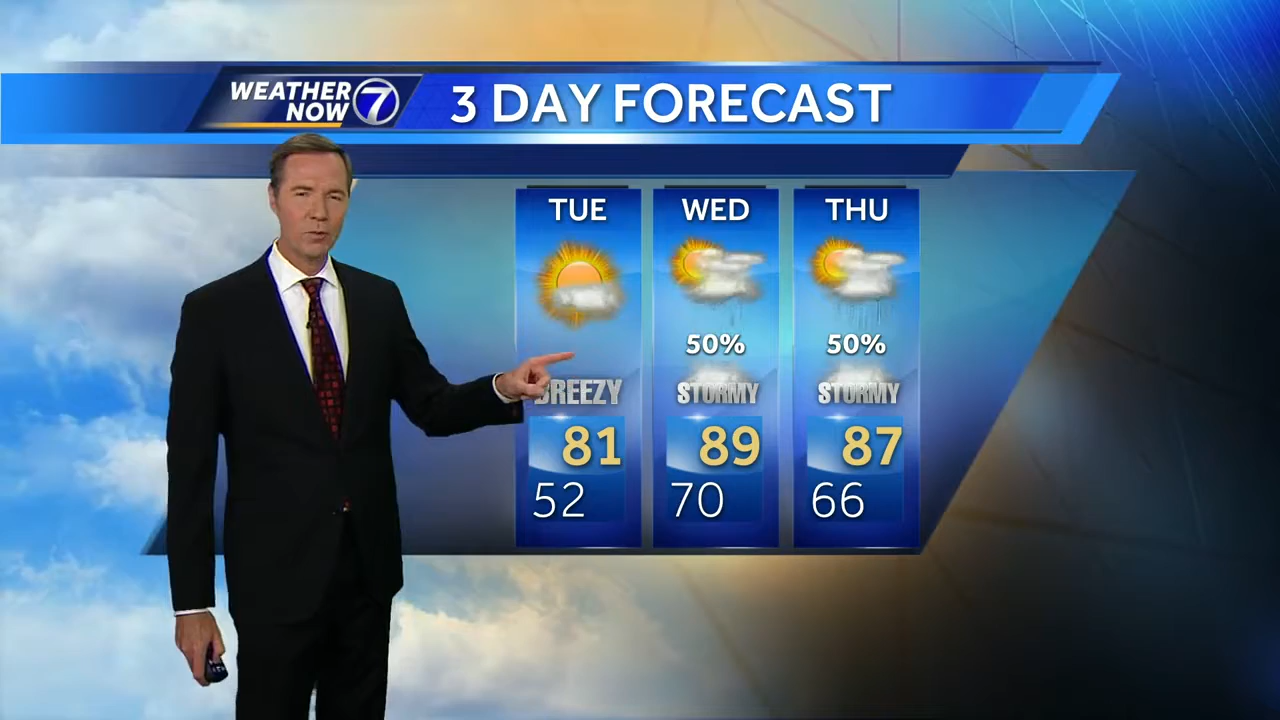 WEATHER
NOW 7
3 DAY FORECAST
TUE WED THU
50% 50%
BREEZY STORMY STORMY
81 89 87
52 70 66